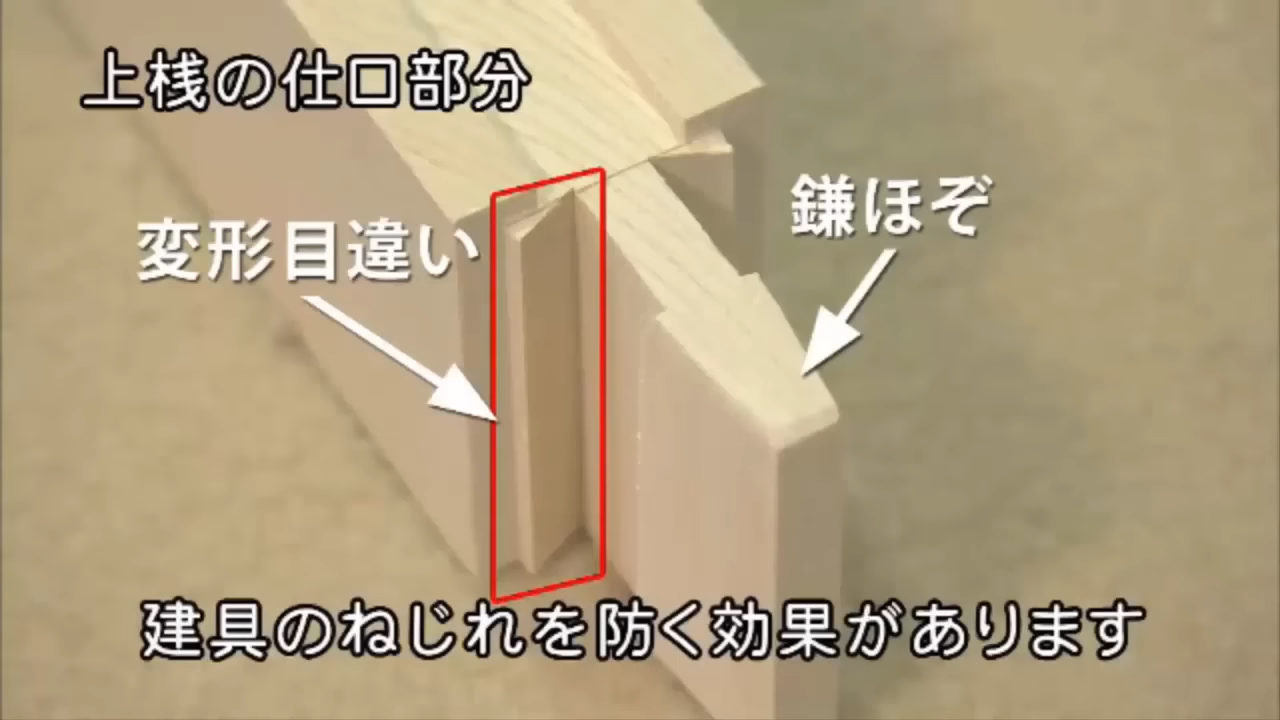 上桟の仕口部分
変形目違い
鎌ほぞ
建具のねじれを防く効果があります